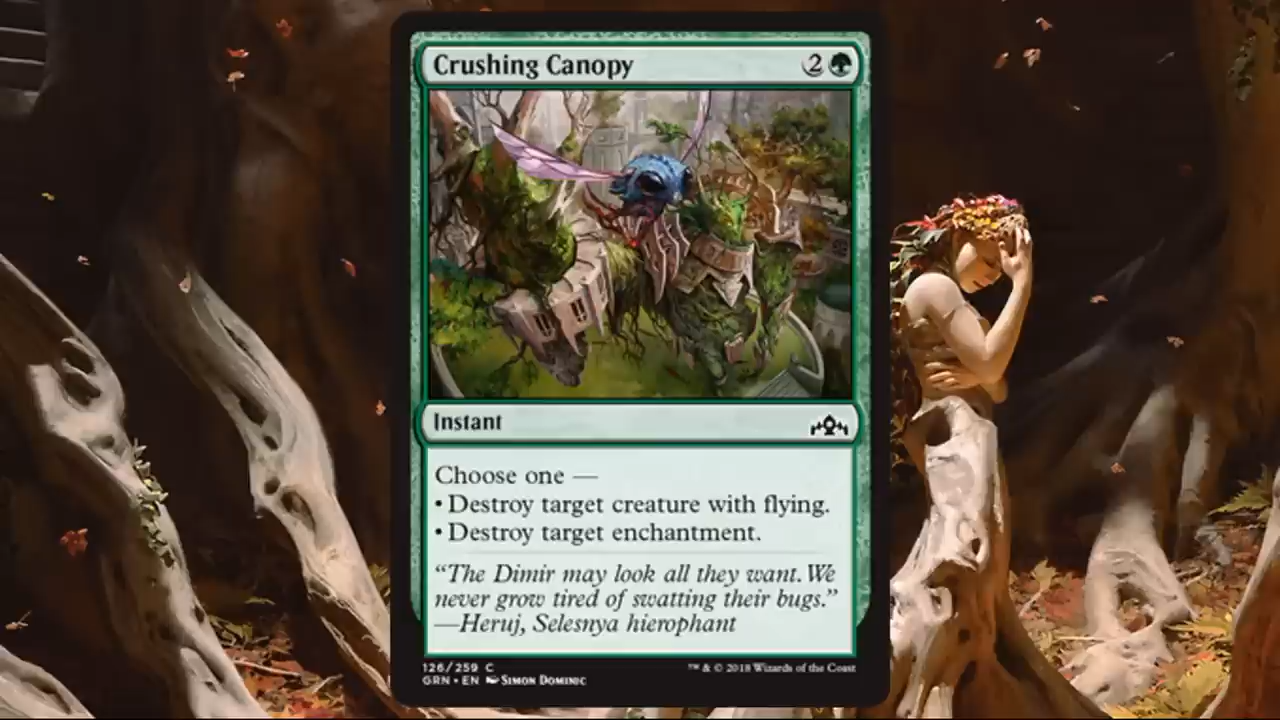 Crushing Canopy 2
Instant
Choose one —
• Destroy target creature with flying.
• Destroy target enchantment.
“The Dimir may look all they want. We
never grow tired of swatting their bugs.”
—Heruj, Selesnya hierophant
126/259 C ™ & © 2018 Wizards of the Coast
GRN • EN Simon Dominic